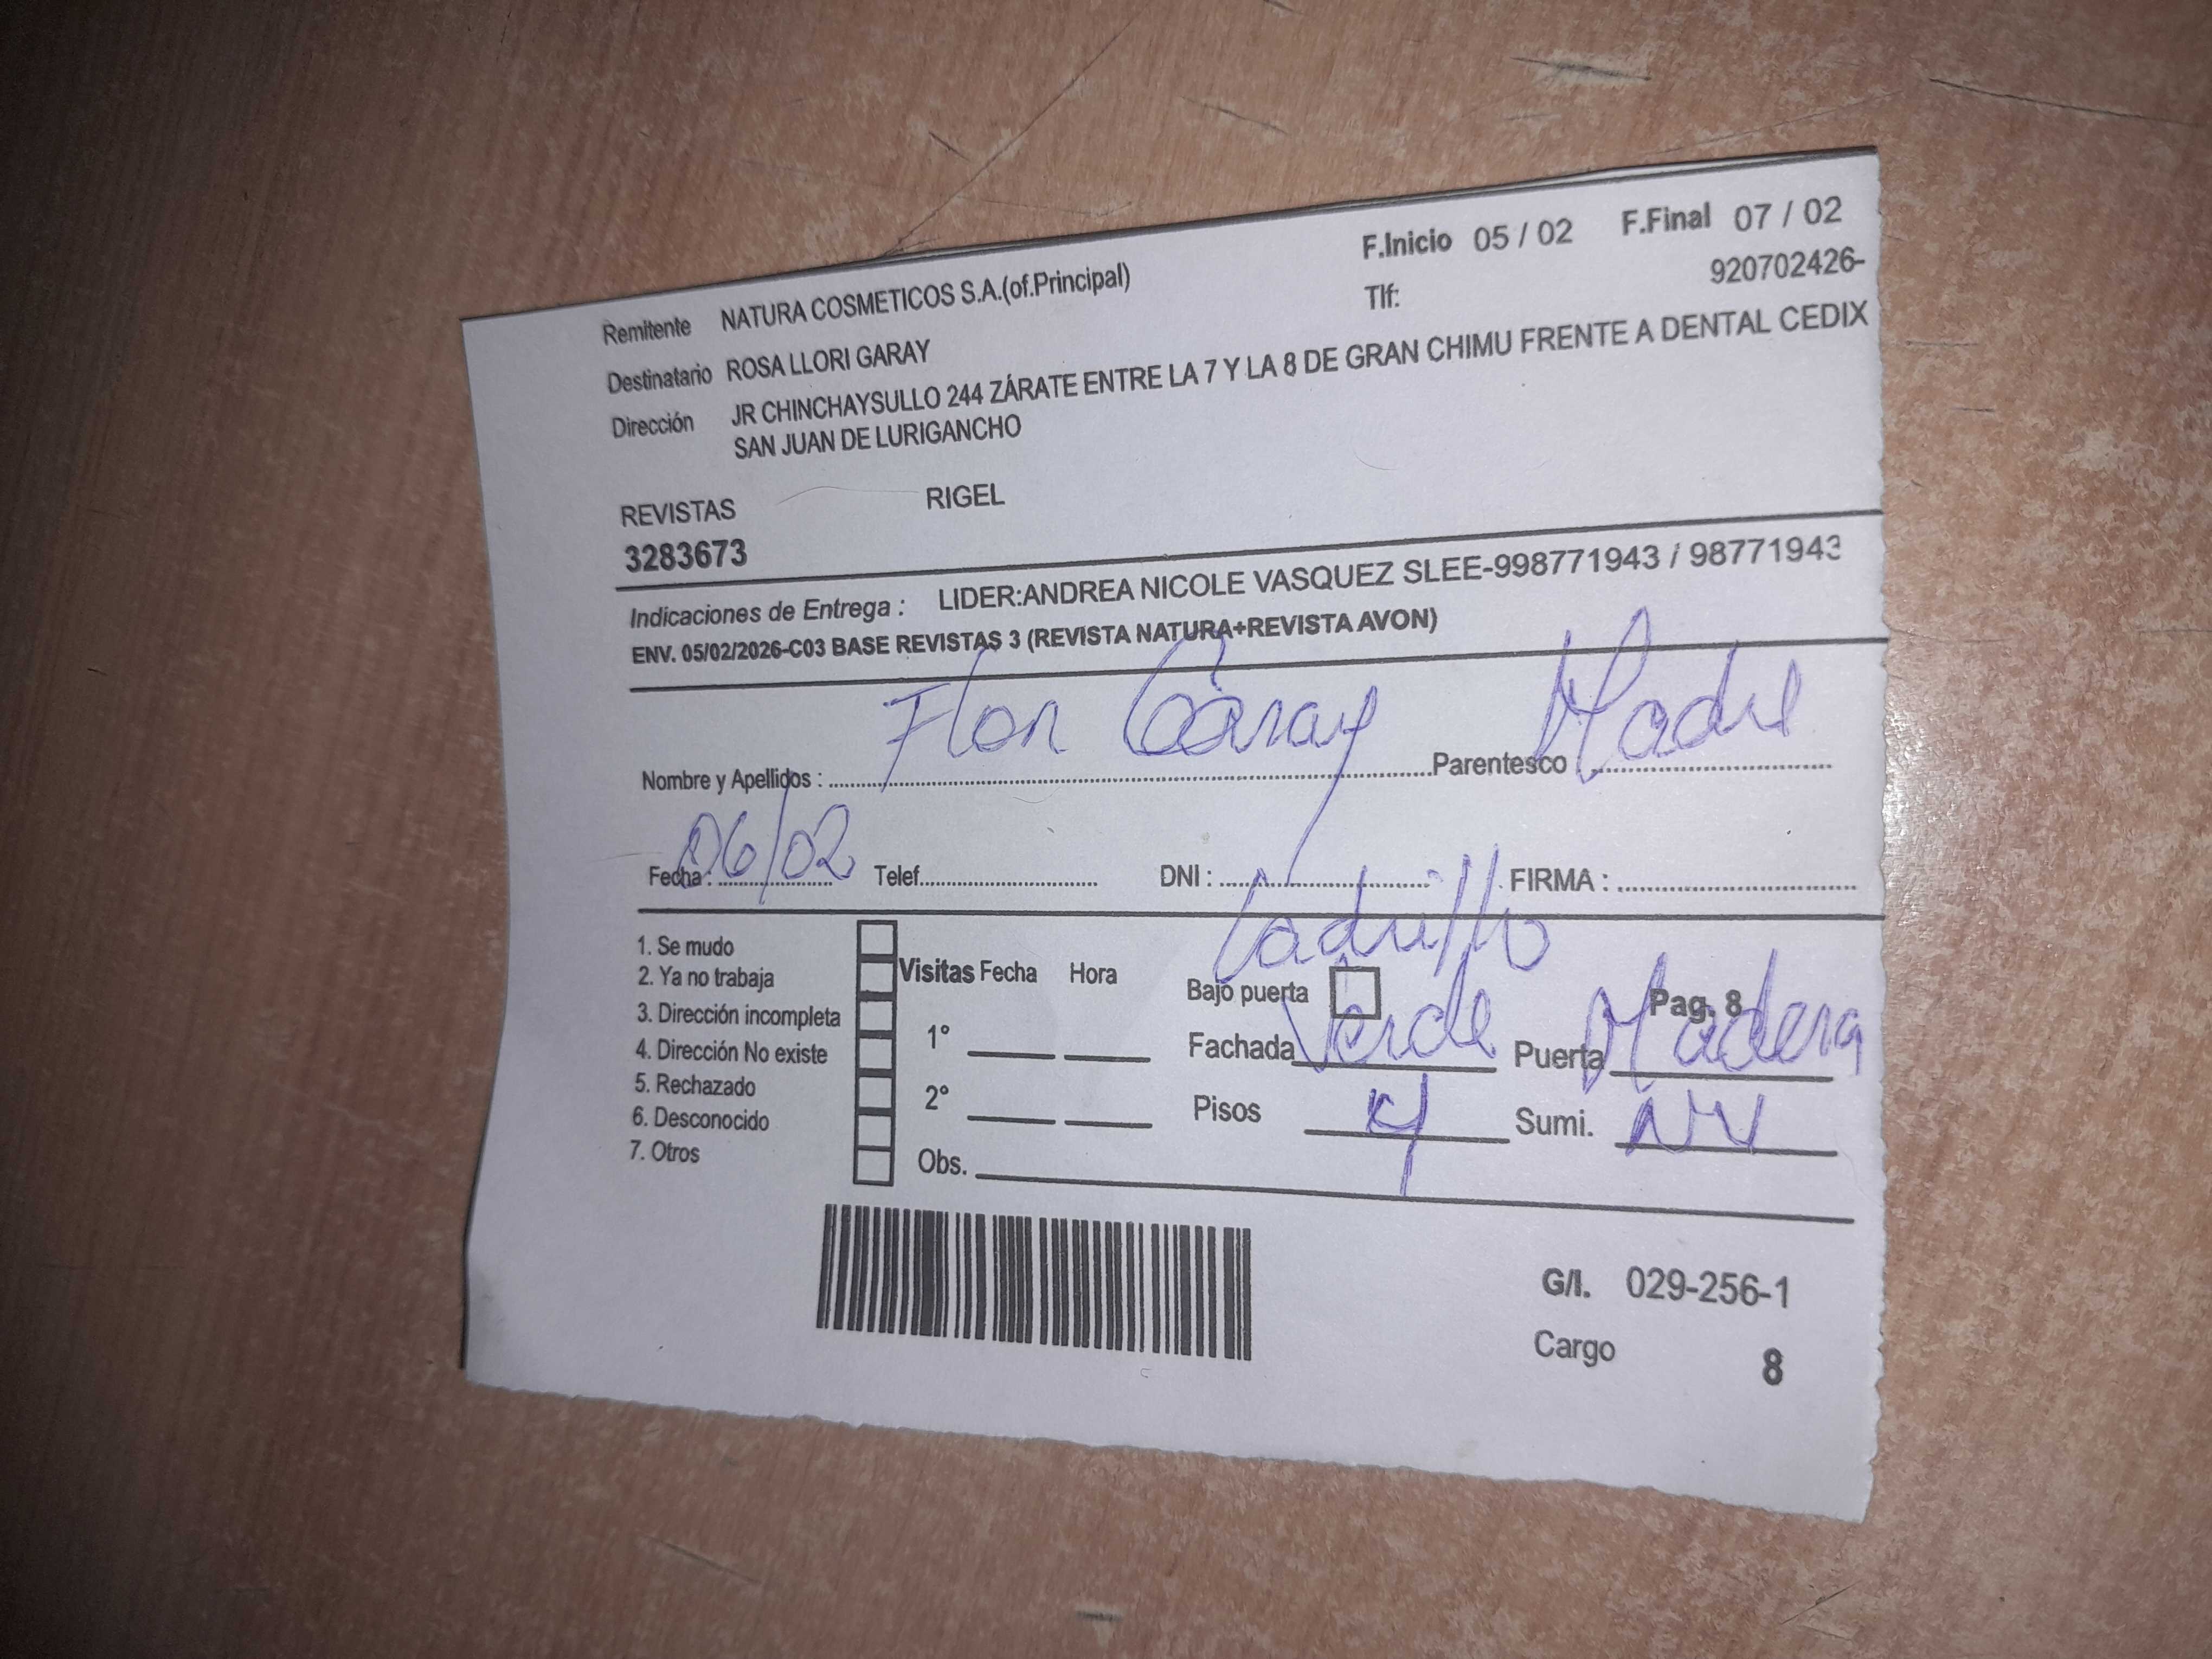 F.Inicio 05 / 02 F.Final 07 / 02
Remitente NATURA COSMETICOS S.A.(of.Principal) Tlf: 920702426-
Destinatario ROSA LLORI GARAY
Dirección JR CHINCHAYSULLO 244 ZÁRATE ENTRE LA 7 Y LA 8 DE GRAN CHIMU FRENTE A DENTAL CEDIX
SAN JUAN DE LURIGANCHO
REVISTAS RIGEL
3283673
Indicaciones de Entrega : LIDER:ANDREA NICOLE VASQUEZ SLEE-998771943 / 98771943
ENV. 05/02/2026-C03 BASE REVISTAS 3 (REVISTA NATURA+REVISTA AVON)
Nombre y Apellidos : Flor Garay Parentesco Madre
Fecha : 06/02 Telef. DNI : FIRMA :
Ladrillo
1. Se mudo
2. Ya no trabaja
3. Dirección incompleta
4. Dirección No existe
5. Rechazado
6. Desconocido
7. Otros
Visitas Fecha Hora
1°
2°
Obs.
Bajo puerta Pag. 8
Fachada Verde Puerta Madera
Pisos 4 Sumi. NV
G/I. 029-256-1
Cargo 8